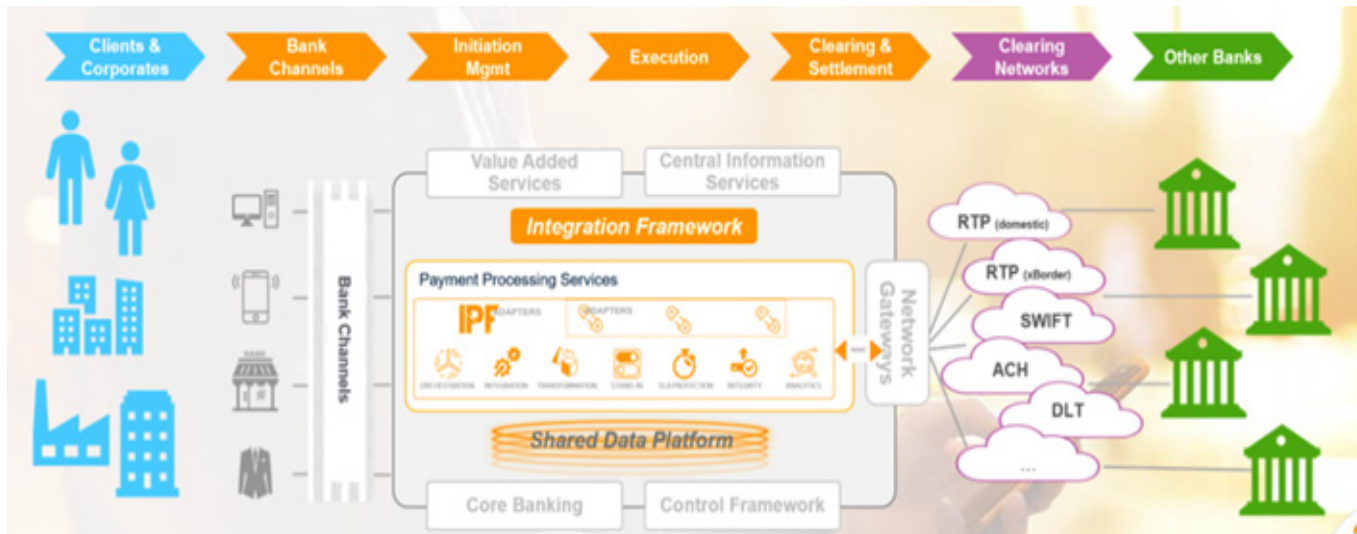 Clients &
Corporates
Bank
Channels
Initiation
Mgmt
Execution
Clearing &
Settlement
Clearing
Networks
Other Banks
Value Added
Services
Central Information
Services
Integration Framework
Payment Processing Services
IPF
ADAPTERS
ADAPTERS
ORCHESTRATION
INTEGRATION
TRANSFORMATION
STAND-IN
SLA PROTECTION
INTEGRITY
ANALYTICS
Bank Channels
BANK
Network
Gateways
RTP (domestic)
RTP (xBorder)
SWIFT
ACH
DLT
...
Shared Data Platform
Core Banking
Control Framework